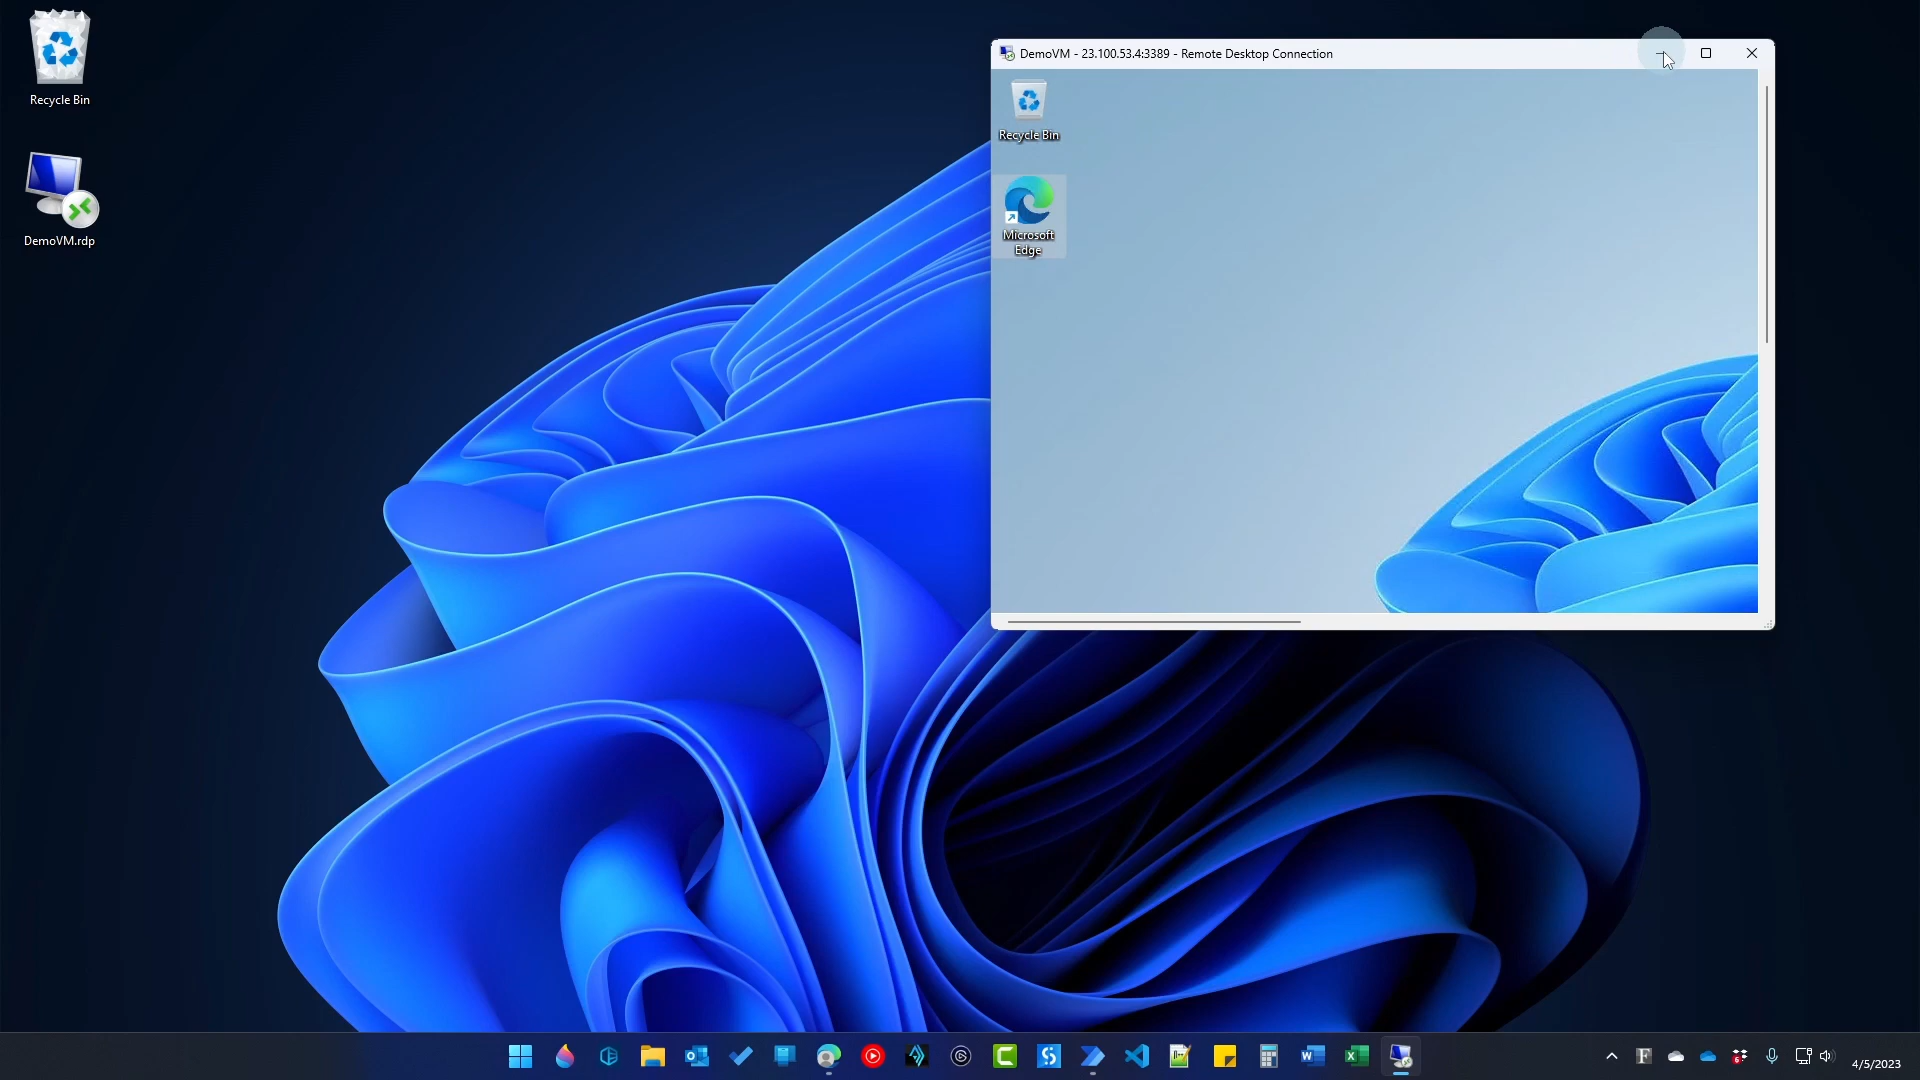 Recycle Bin
DemoVM.rdp
DemoVM - 23.100.53.4:3389 - Remote Desktop Connection
Recycle Bin
Microsoft
Edge
4/5/2023